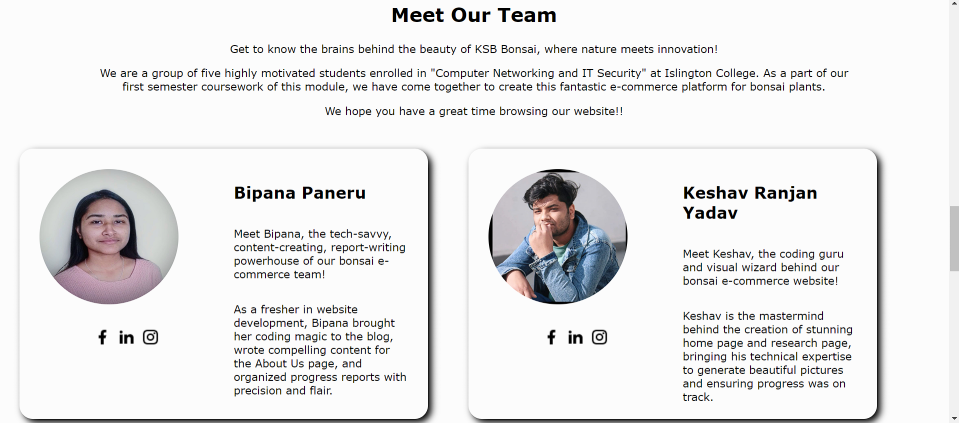 Meet Our Team
Get to know the brains behind the beauty of KSB Bonsai, where nature meets innovation!
We are a group of five highly motivated students enrolled in "Computer Networking and IT Security" at Islington College. As a part of our
first semester coursework of this module, we have come together to create this fantastic e-commerce platform for bonsai plants.
We hope you have a great time browsing our website!!
Bipana Paneru
Meet Bipana, the tech-savvy,
content-creating, report-writing
powerhouse of our bonsai e-
commerce team!
As a fresher in website
development, Bipana brought
her coding magic to the blog,
wrote compelling content for
the About Us page, and
organized progress reports with
precision and flair.
Keshav Ranjan
Yadav
Meet Keshav, the coding guru
and visual wizard behind our
bonsai e-commerce website!
Keshav is the mastermind
behind the creation of stunning
home page and research page,
bringing his technical expertise
to generate beautiful pictures
and ensuring progress was on
track.